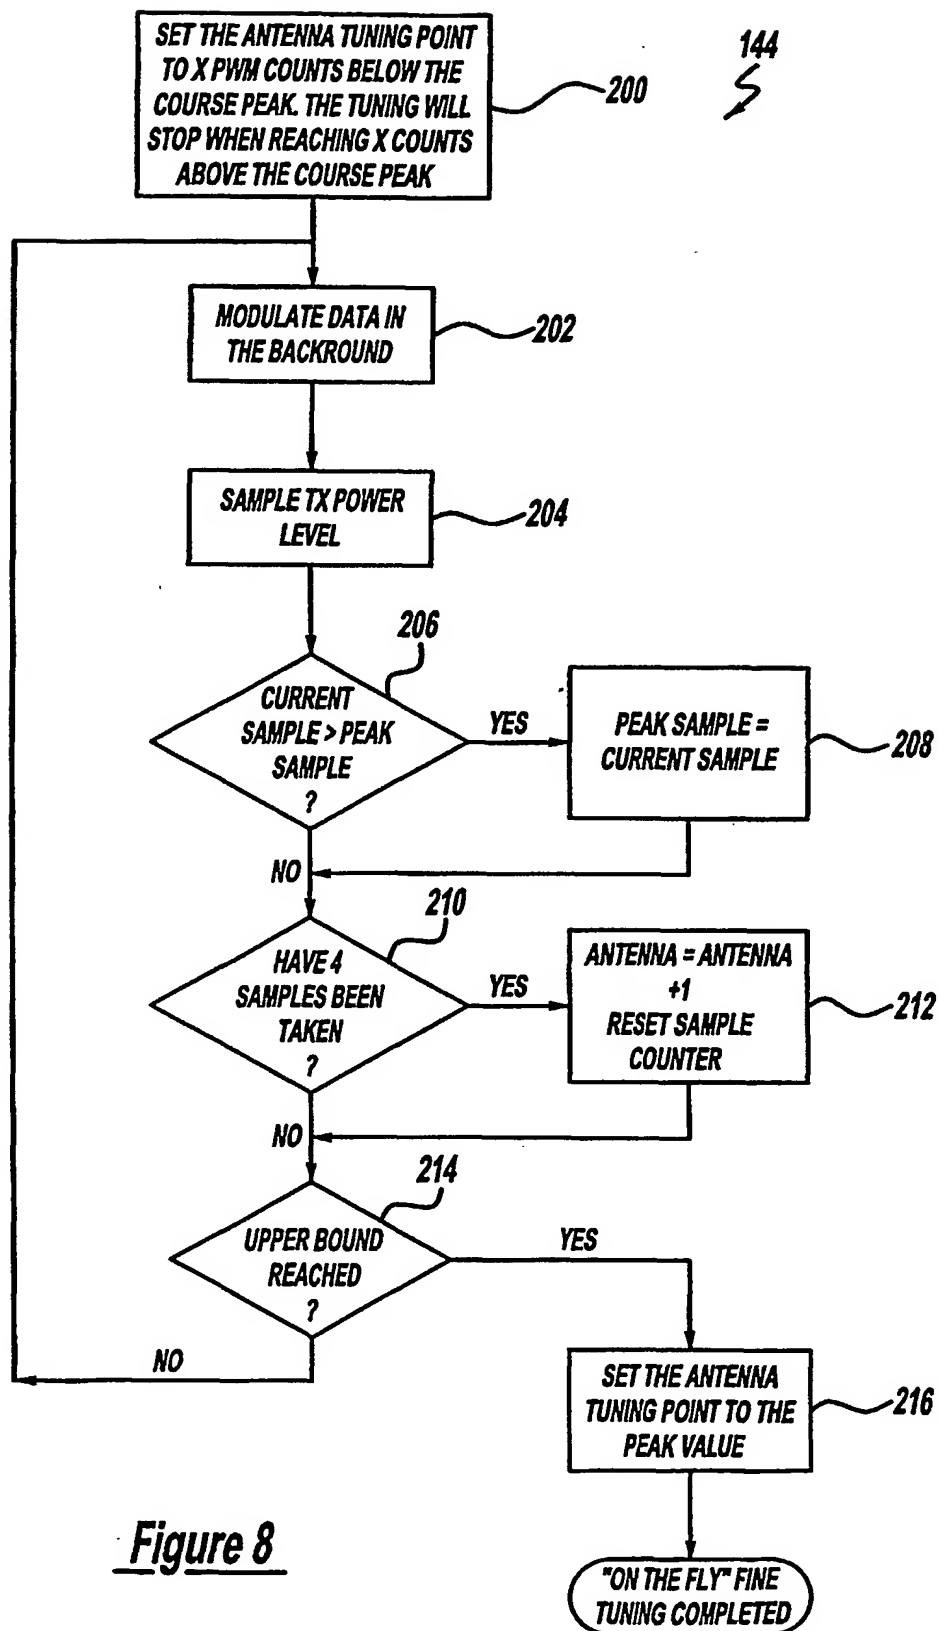 SET THE ANTENNA TUNING POINT
TO X PWM COUNTS BELOW THE
COURSE PEAK. THE TUNING WILL
STOP WHEN REACHING X COUNTS
ABOVE THE COURSE PEAK
200
144
MODULATE DATA IN
THE BACKROUND
202
SAMPLE TX POWER
LEVEL
204
206
CURRENT
SAMPLE > PEAK
SAMPLE
?
YES
PEAK SAMPLE =
CURRENT SAMPLE
208
NO
210
HAVE 4
SAMPLES BEEN
TAKEN
?
YES
ANTENNA = ANTENNA
+1
RESET SAMPLE
COUNTER
212
NO
214
UPPER BOUND
REACHED
?
YES
NO
SET THE ANTENNA
TUNING POINT TO THE
PEAK VALUE
216
Figure 8
"ON THE FLY" FINE
TUNING COMPLETED